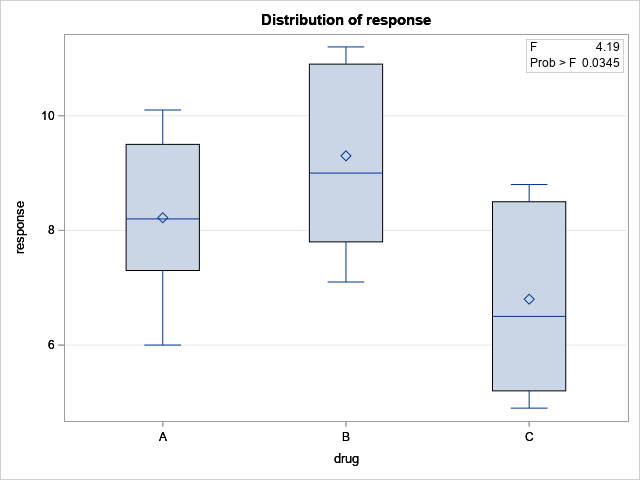 Distribution of response
F 4.19
Prob > F 0.0345
10
8
6
response
A B C
drug